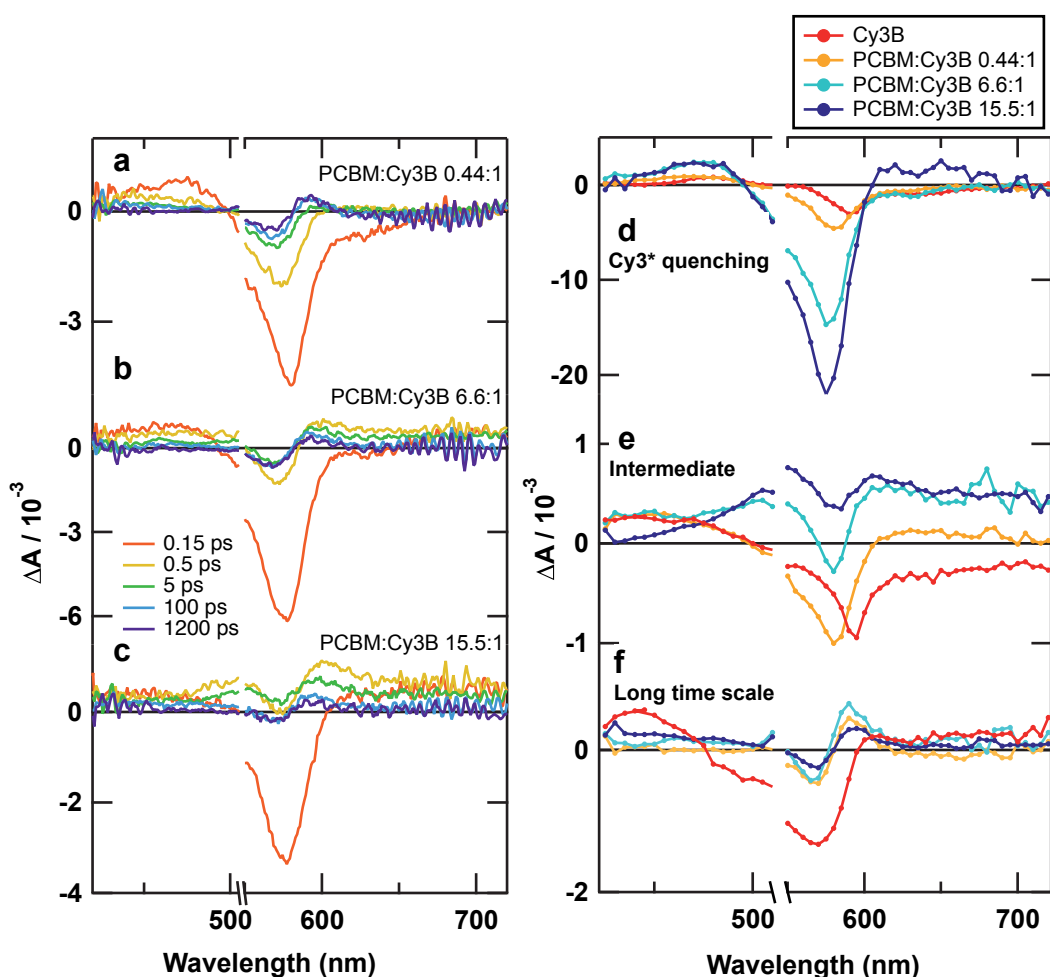 Cy3B
PCBM:Cy3B 0.44:1
PCBM:Cy3B 6.6:1
PCBM:Cy3B 15.5:1
a
PCBM:Cy3B 0.44:1
0
-3
b
PCBM:Cy3B 6.6:1
0
-3
-6
0.15 ps
0.5 ps
5 ps
100 ps
1200 ps
c
PCBM:Cy3B 15.5:1
0
-2
-4
ΔA / 10⁻³
500
600
700
Wavelength (nm)
0
d
Cy3* quenching
-10
-20
1
e
Intermediate
0
-1
f
Long time scale
0
-2
ΔA / 10⁻³
500
600
700
Wavelength (nm)